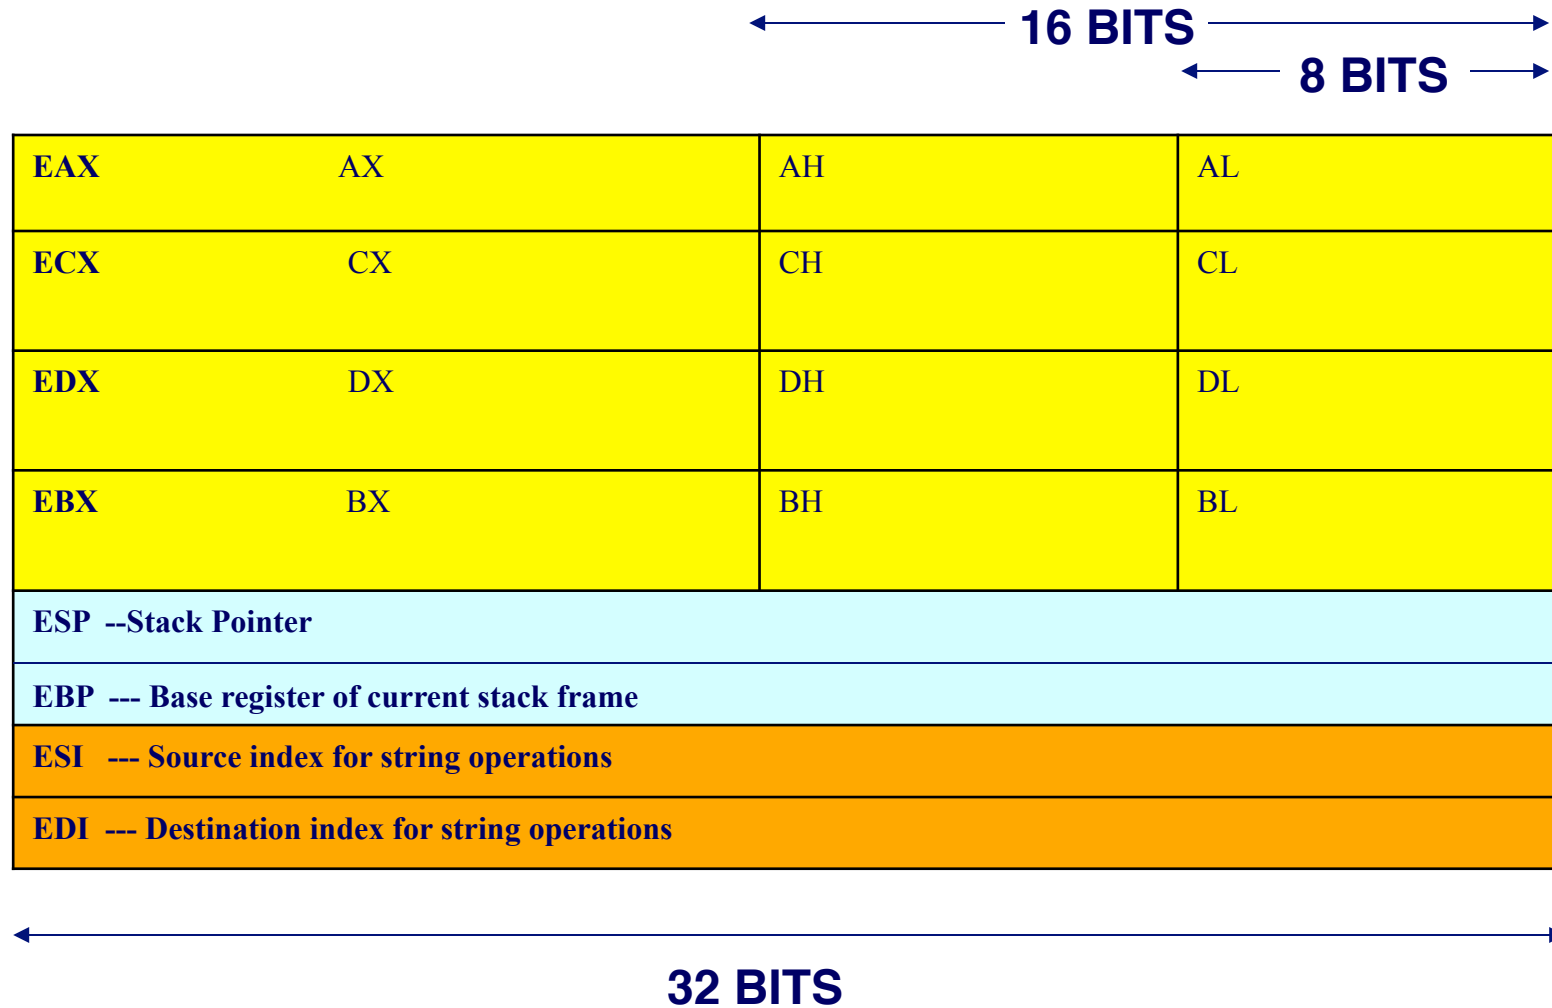 16 BITS
8 BITS
EAX AX AH AL
ECX CX CH CL
EDX DX DH DL
EBX BX BH BL
ESP --Stack Pointer
EBP --- Base register of current stack frame
ESI --- Source index for string operations
EDI --- Destination index for string operations
32 BITS